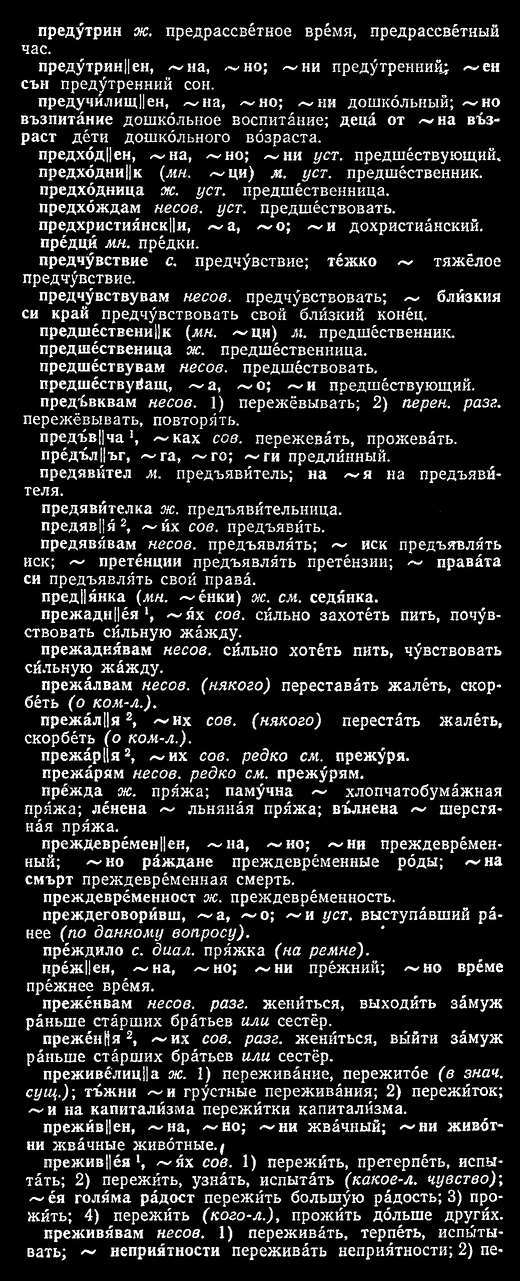 преду́трин ж. предрассве́тное вре́мя, предрассве́тный
час.
преду́трин||ен, ~на, ~но; ~ни преду́тренний; ~ен
сън преду́тренний сон.
предучи́лищ||ен, ~на, ~но; ~ни дошко́льный; ~но
възпита́ние дошко́льное воспита́ние; деца́ от ~на въз-
раст де́ти дошко́льного во́зраста.
предхо́д||ен, ~на, ~но; ~ни уст. предше́ствующий.
предхо́дни||к (мн. ~ци) м. уст. предше́ственник.
предхо́дница ж. уст. предше́ственница.
предхо́ждам несов. уст. предше́ствовать.
предхристия́нск||и, ~а, ~о; ~и дохристиа́нский.
пре́дци́ мн. пре́дки.
предчу́вствие с. предчу́вствие; те́жко ~ тяжёлое
предчу́вствие.
предчу́вствувам несов. предчу́вствовать; ~ бли́зкия
си край предчу́вствовать свой бли́зкий коне́ц.
предше́ствени||к (мн. ~ци) м. предше́ственник.
предше́ственица ж. предше́ственница.
предше́ствувам несов. предше́ствовать.
предше́ствуващ, ~а, ~о; ~и предше́ствующий.
предъ́вквам несов. 1) пережёвывать; 2) перен. разг.
пережёвывать, повторя́ть.
предъ́в||ча ¹, ~ках сов. пережева́ть, прожева́ть.
пре́дъл||ъг, ~га, ~го; ~ги предли́нный.
предяви́тел м. предъяви́тель; на ~я на предъяви́-
теля.
предяви́телка ж. предъяви́тельница.
предяв||я́ ², ~и́х сов. предъяви́ть.
предявя́вам несов. предъявля́ть; ~ иск предъявля́ть
иск; ~ прете́нции предъявля́ть прете́нзии; ~ права́та
си предъявля́ть свои́ права́.
пред||я́нка (мн. ~е́нки) ж. см. седя́нка.
прежадн||е́я ¹, ~я́х сов. си́льно захоте́ть пить, почу́в-
ствовать си́льную жа́жду.
прежадня́вам несов. си́льно хоте́ть пить, чу́вствовать
си́льную жа́жду.
прежа́лвам несов. (някого) перестава́ть жале́ть, скор-
бе́ть (о ком-л.).
прежа́л||я ², ~их сов. (някого) переста́ть жале́ть,
скорбе́ть (о ком-л.).
прежа́р||я ², ~их сов. редко см. прежу́ря.
прежа́рям несов. редко см. прежу́рям.
пре́жда ж. пря́жа; паму́чна ~ хлопчатобума́жная
пря́жа; ле́нена ~ льняна́я пря́жа; въ́лнена ~ шерстя-
на́я пря́жа.
преждевре́мен||ен, ~на, ~но; ~ни преждевре́мен-
ный; ~но ра́ждане преждевре́менные ро́ды; ~на
смърт преждевре́менная смерть.
преждевре́менност ж. преждевре́менность.
преждеговори́вш, ~а, ~о; ~и уст. выступа́вший ра́-
нее (по данному вопросу).
пре́ждило с. диал. пря́жка (на ремне).
пре́ж||ен, ~на, ~но; ~ни пре́жний; ~но вре́ме
пре́жнее вре́мя.
преже́нвам несов. разг. жени́ться, выходи́ть за́муж
ра́ньше ста́рших бра́тьев или сестёр.
преже́н||я ², ~их сов. разг. жени́ться, вы́йти за́муж
ра́ньше ста́рших бра́тьев или сестёр.
преживе́лиц||а ж. 1) пережива́ние, пережито́е (в знач.
сущ.); тъ́жни ~и гру́стные пережива́ния; 2) пережи́ток;
~и на капитали́зма пережи́тки капитали́зма.
прежи́в||ен, ~на, ~но; ~ни жва́чный; ~ни живо́т-
ни жва́чные живо́тные.
прежив||е́я ¹, ~я́х сов. 1) пережи́ть, претерпе́ть, испы-
та́ть; 2) пережи́ть, узна́ть, испыта́ть (какое-л. чувство);
~е́я голя́ма ра́дост пережи́ть большу́ю ра́дость; 3) про-
жи́ть; 4) пережи́ть (кого-л.), прожи́ть до́льше други́х.
преживя́вам несов. 1) пережива́ть, терпе́ть, испы́ты-
вать; ~ неприя́тности пережива́ть неприя́тности; 2) пе-